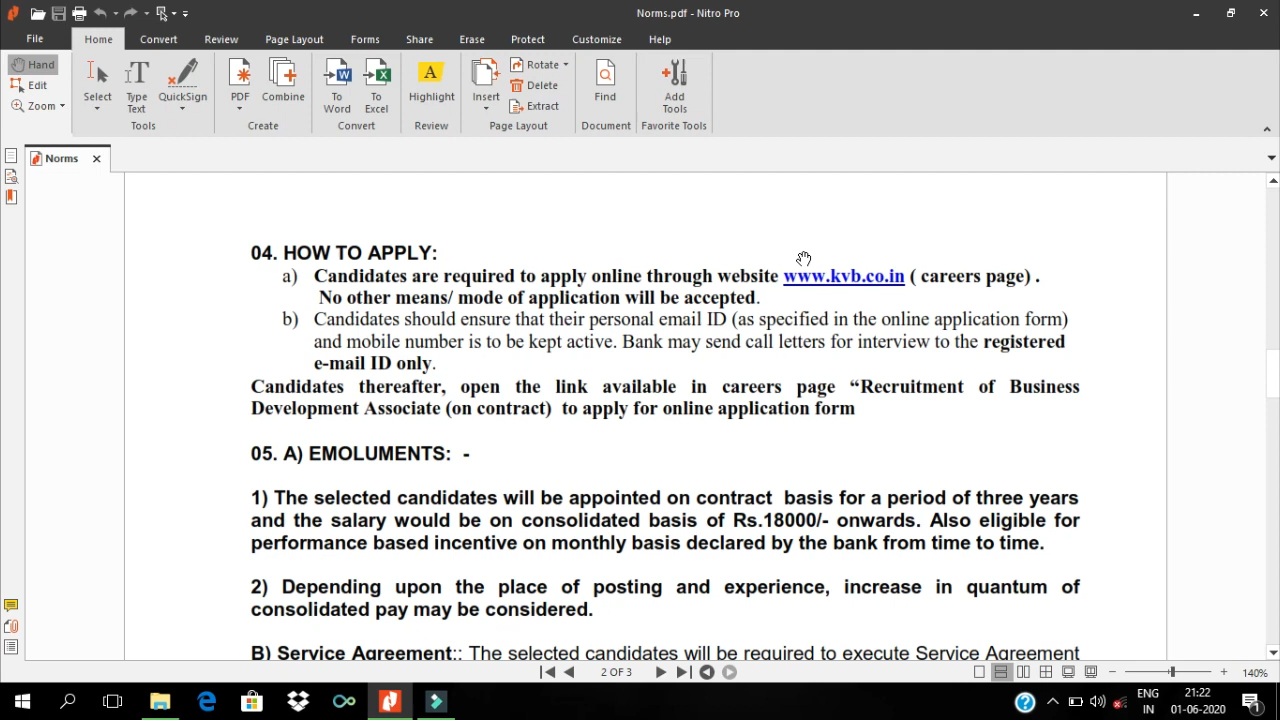 Norms.pdf - Nitro Pro
File Home Convert Review Page Layout Forms Share Erase Protect Customize Help
Hand
Edit
Zoom
Select
Type Text
QuickSign
Tools
PDF
Combine
Create
To Word
To Excel
Convert
Highlight
Review
Insert
Rotate
Delete
Extract
Page Layout
Find
Document
Add Tools
Favorite Tools
Norms
04. HOW TO APPLY:
a) Candidates are required to apply online through website www.kvb.co.in ( careers page) .
No other means/ mode of application will be accepted.
b) Candidates should ensure that their personal email ID (as specified in the online application form)
and mobile number is to be kept active. Bank may send call letters for interview to the registered
e-mail ID only.
Candidates thereafter, open the link available in careers page “Recruitment of Business
Development Associate (on contract) to apply for online application form
05. A) EMOLUMENTS: -
1) The selected candidates will be appointed on contract basis for a period of three years
and the salary would be on consolidated basis of Rs.18000/- onwards. Also eligible for
performance based incentive on monthly basis declared by the bank from time to time.
2) Depending upon the place of posting and experience, increase in quantum of
consolidated pay may be considered.
B) Service Agreement:: The selected candidates will be required to execute Service Agreement
2 OF 3
140%
ENG
IN
21:22
01-06-2020
1